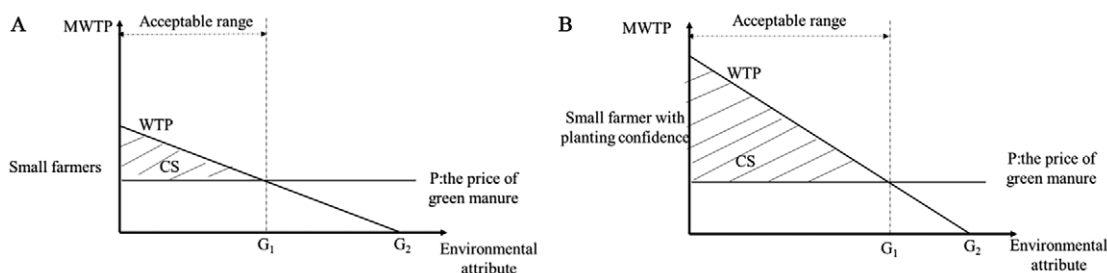 A
MWTP
Acceptable range
WTP
CS
Small farmers
P:the price of
green manure
G1
G2
Environmental
attribute
B
MWTP
Acceptable range
WTP
Small farmer with
planting confidence
CS
P:the price of
green manure
G1
G2
Environmental
attribute